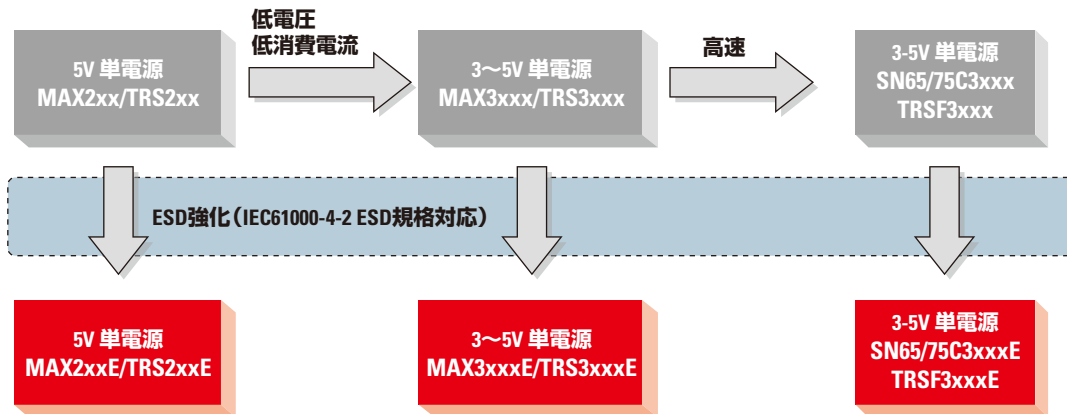 低電圧
低消費電流
高速
5V 単電源
MAX2xx/TRS2xx
3～5V 単電源
MAX3xxx/TRS3xxx
3-5V 単電源
SN65/75C3xxx
TRSF3xxx
ESD強化（IEC61000-4-2 ESD規格対応）
5V 単電源
MAX2xxE/TRS2xxE
3～5V 単電源
MAX3xxxE/TRS3xxxE
3-5V 単電源
SN65/75C3xxxE
TRSF3xxxE